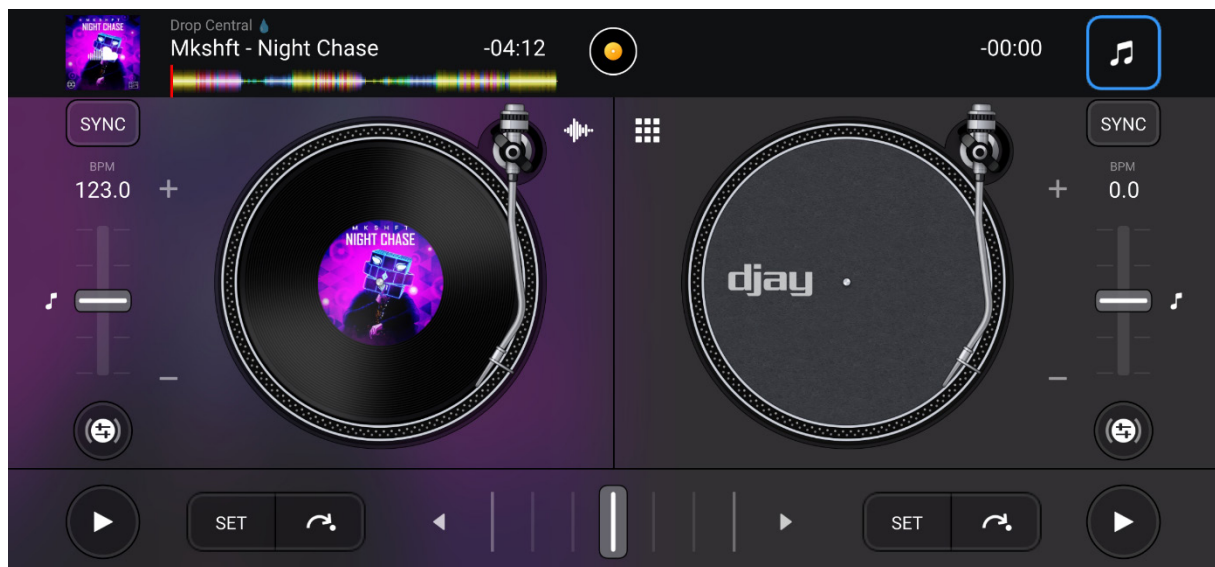 MKSHFT
NIGHT CHASE
Drop Central
Mkshft - Night Chase
-04:12
-00:00
SYNC
BPM
123.0
MKSHFT
NIGHT CHASE
djay
SYNC
BPM
0.0
SET
SET